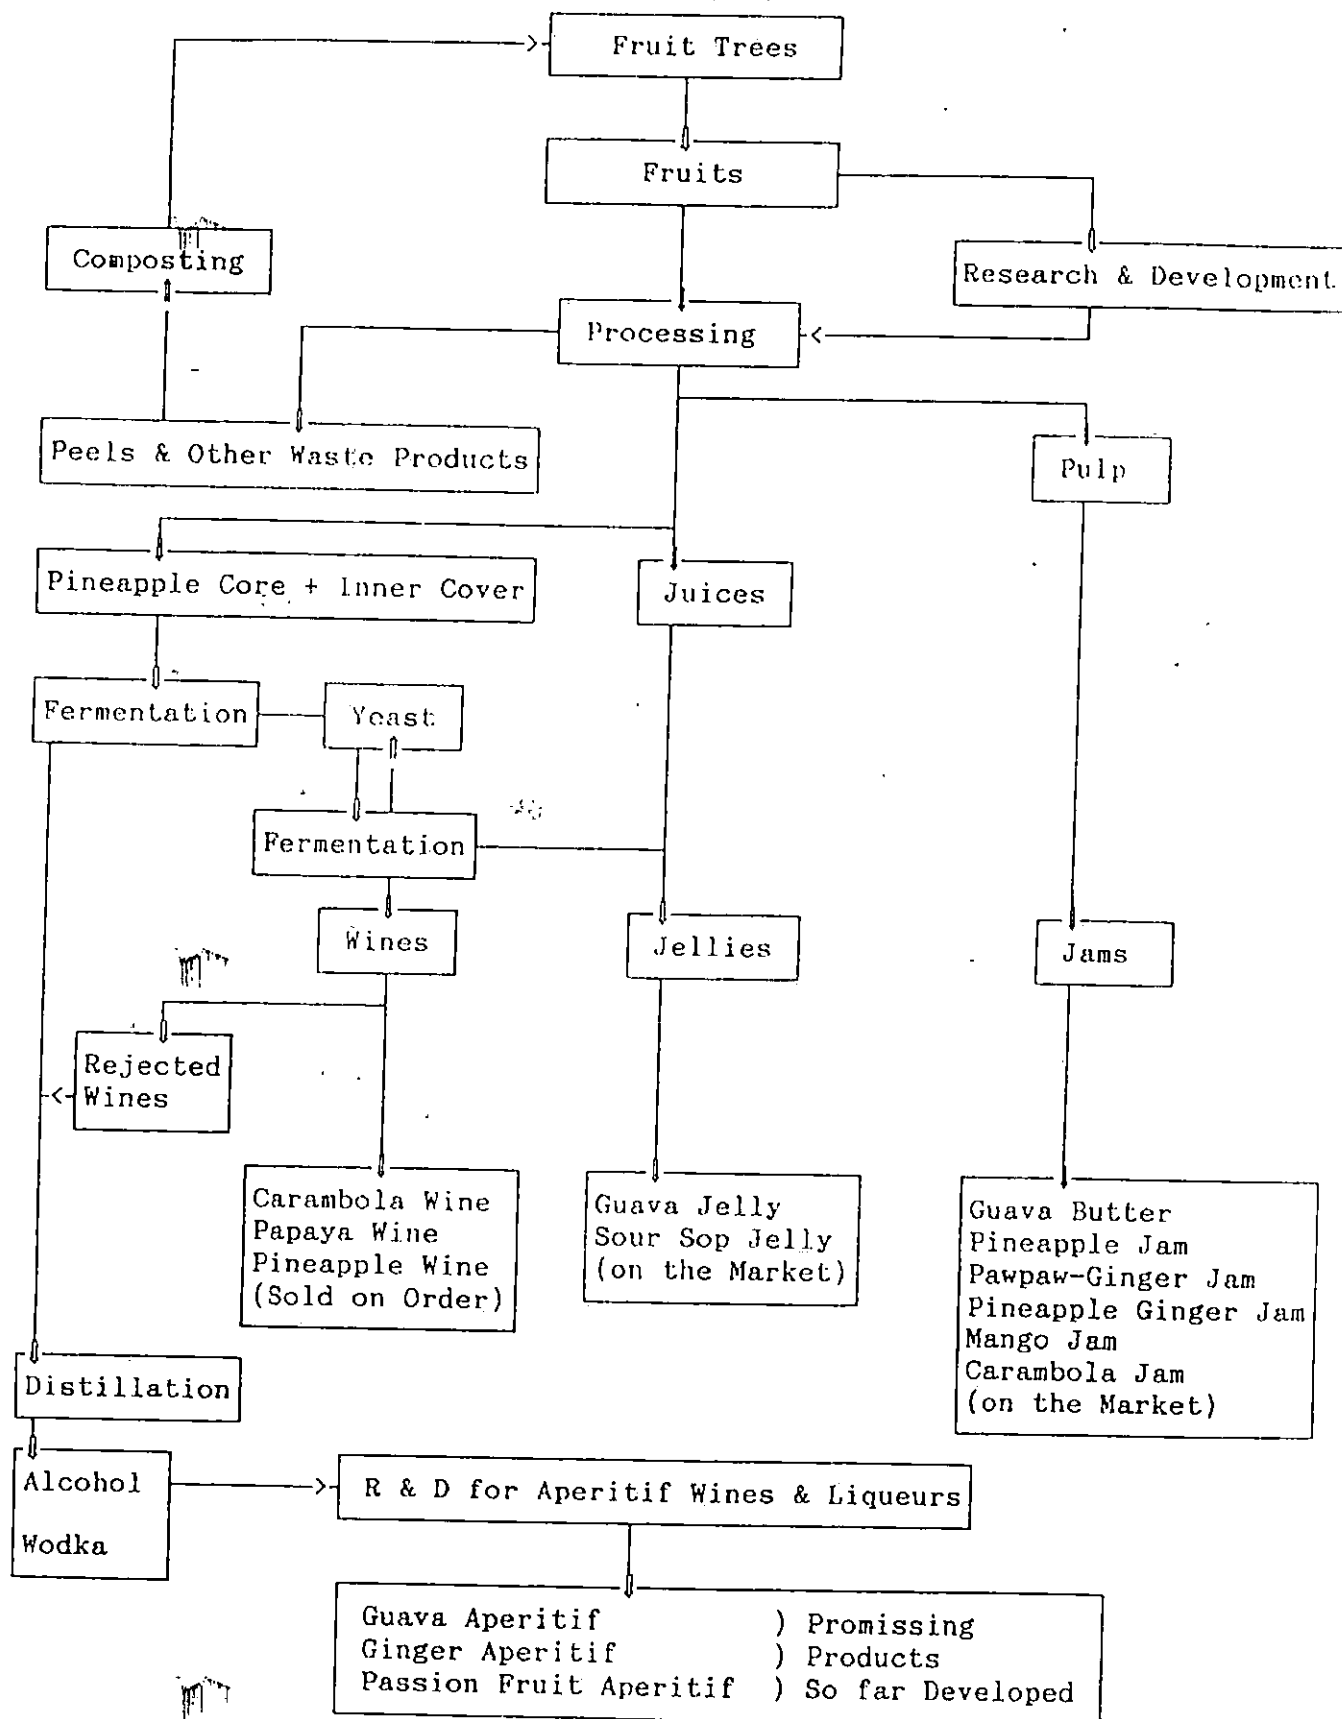 Fruit Trees
Fruits
Composting
Research & Development
Processing
Peels & Other Waste Products
Pulp
Pineapple Core + Inner Cover
Juices
Fermentation
Yeast
Fermentation
Wines
Jellies
Jams
Rejected
Wines
Carambola Wine
Papaya Wine
Pineapple Wine
(Sold on Order)
Guava Jelly
Sour Sop Jelly
(on the Market)
Guava Butter
Pineapple Jam
Pawpaw-Ginger Jam
Pineapple Ginger Jam
Mango Jam
Carambola Jam
(on the Market)
Distillation
Alcohol
Wodka
R & D for Aperitif Wines & Liqueurs
Guava Aperitif ) Promissing
Ginger Aperitif ) Products
Passion Fruit Aperitif ) So far Developed